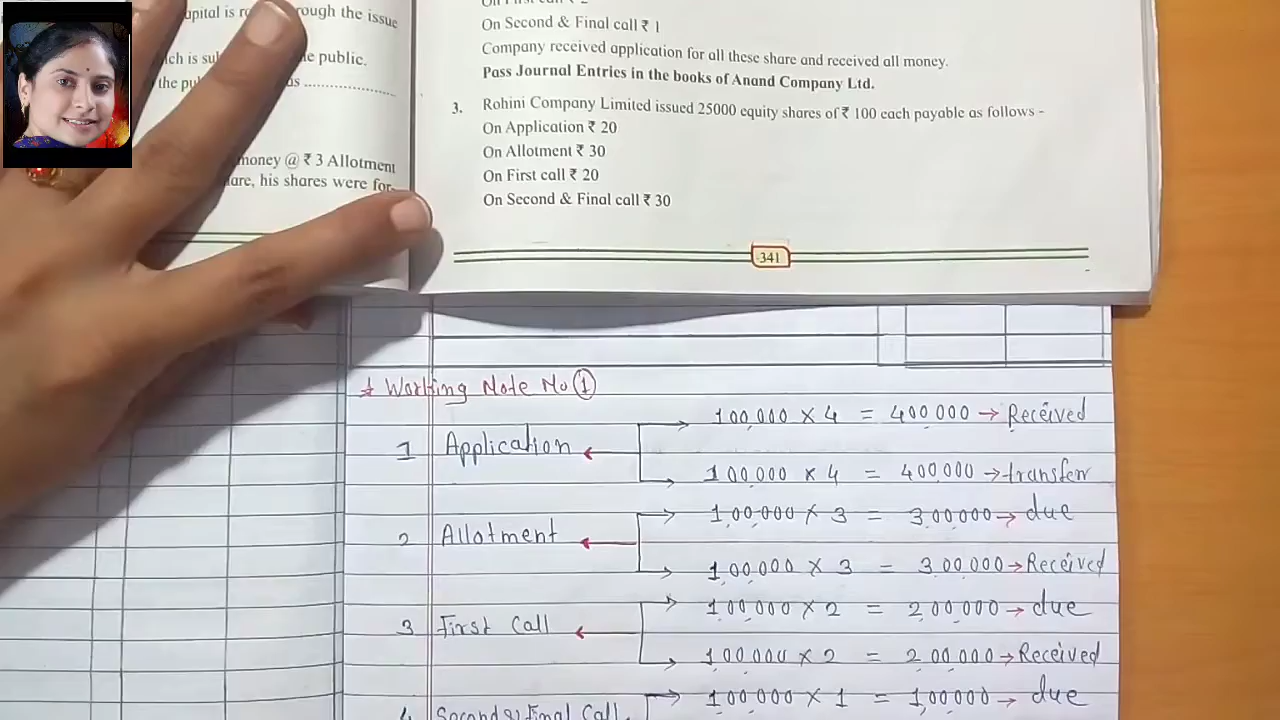 apital is r rough the issue
ch is su e public.
the pu as ..................
money @ ₹ 3 Allotment
are, his shares were for-
On Second & Final call ₹ 1
Company received application for all these share and received all money.
Pass Journal Entries in the books of Anand Company Ltd.
3. Rohini Company Limited issued 25000 equity shares of ₹ 100 each payable as follows -
On Application ₹ 20
On Allotment ₹ 30
On First call ₹ 20
On Second & Final call ₹ 30
341
Working Note No 1
1 Application
100,000 × 4 = 400,000 → Received
100,000 × 4 = 400,000 → transfer
2 Allotment
1,00,000 × 3 = 3,00,000 → due
1,00,000 × 3 = 3,00,000 → Received
3 First Call
1,00,000 × 2 = 2,00,000 → due
1,00,000 × 2 = 2,00,000 → Received
4 Second & Final Call.
1,00,000 × 1 = 1,00,000 → due